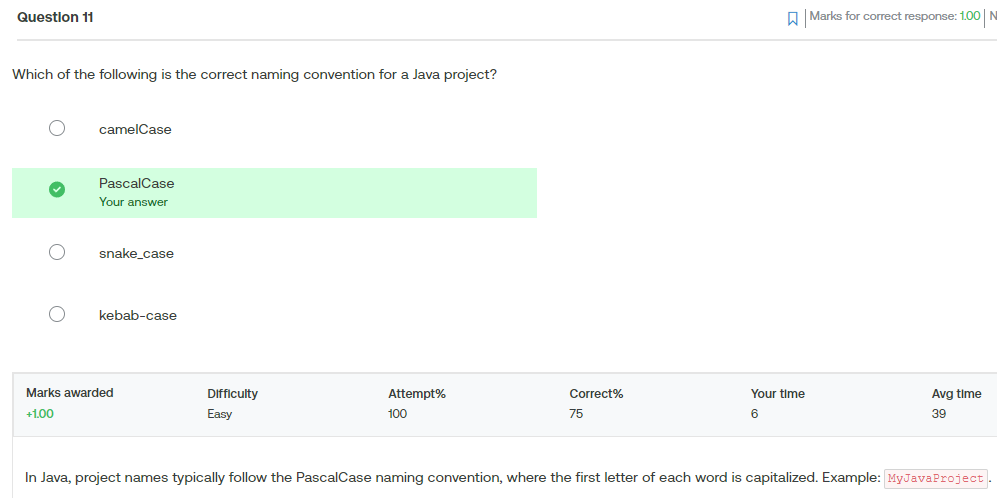 Question 11
Marks for correct response: 1.00 N
Which of the following is the correct naming convention for a Java project?
camelCase
PascalCase
Your answer
snake_case
kebab-case
Marks awarded Difficulty Attempt% Correct% Your time Avg time
+1.00 Easy 100 75 6 39
In Java, project names typically follow the PascalCase naming convention, where the first letter of each word is capitalized. Example: MyJavaProject.